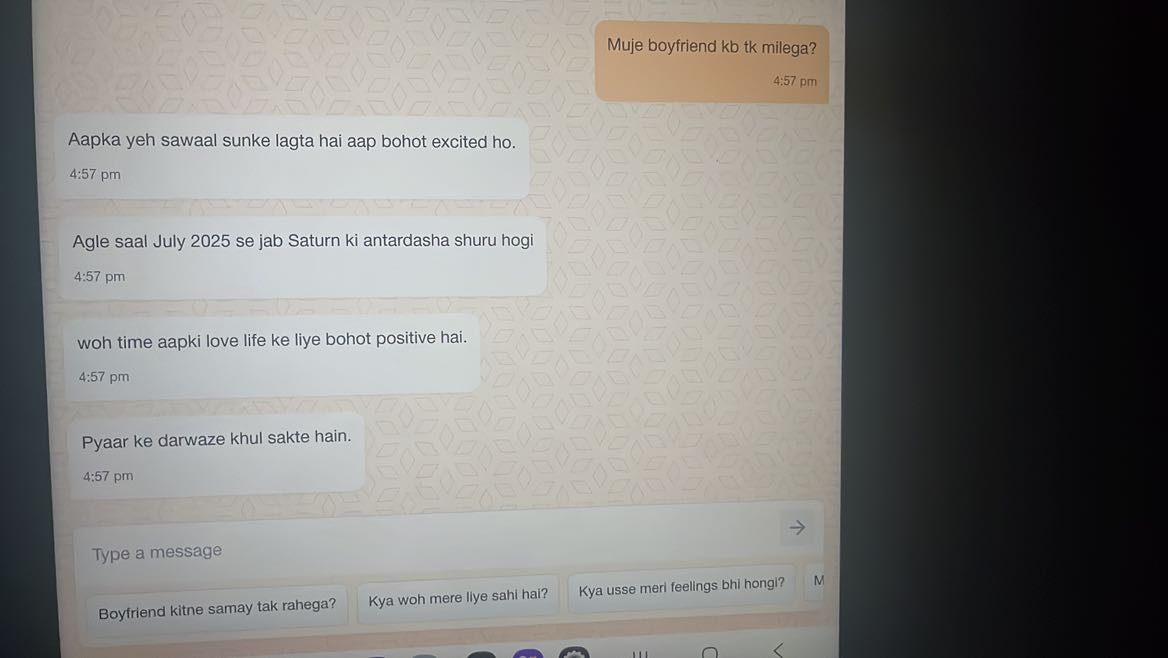 Muje boyfriend kb tk milega?
4:57 pm
Aapka yeh sawaal sunke lagta hai aap bohot excited ho.
4:57 pm
Agle saal July 2025 se jab Saturn ki antardasha shuru hogi
4:57 pm
woh time aapki love life ke liye bohot positive hai.
4:57 pm
Pyaar ke darwaze khul sakte hain.
4:57 pm
Type a message
Boyfriend kitne samay tak rahega? Kya woh mere liye sahi hai? Kya usse meri feelings bhi hongi? M